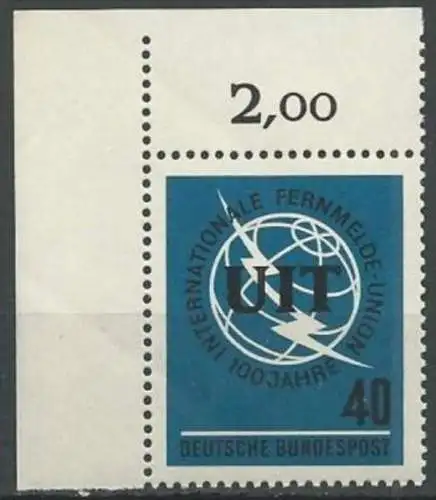 2,00
INTERNATIONALE FERNMELDE-UNION
100 JAHRE
UIT
40
DEUTSCHE BUNDESPOST